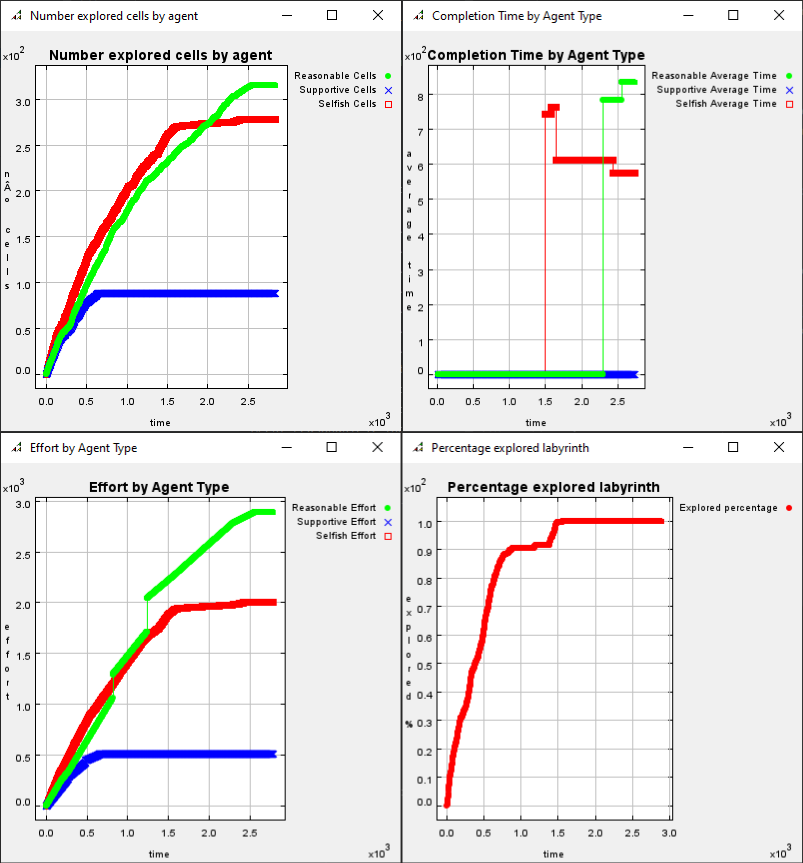 Number explored cells by agent
Number explored cells by agent
x10²
Reasonable Cells
Supportive Cells
Selfish Cells
3.0
2.5
2.0
1.5
1.0
0.5
0.0
nÂo cells
0.0 0.5 1.0 1.5 2.0 2.5
time
x10³
Completion Time by Agent Type
Completion Time by Agent Type
x10²
Reasonable Average Time
Supportive Average Time
Selfish Average Time
8
7
6
5
4
3
2
1
0
average time
0.0 0.5 1.0 1.5 2.0 2.5
time
x10³
Effort by Agent Type
Effort by Agent Type
x10³
Reasonable Effort
Supportive Effort
Selfish Effort
3.0
2.5
2.0
1.5
1.0
0.5
0.0
effort
0.0 0.5 1.0 1.5 2.0 2.5
time
x10³
Percentage explored labyrinth
Percentage explored labyrinth
x10²
Explored percentage
1.0
0.9
0.8
0.7
0.6
0.5
0.4
0.3
0.2
0.1
0.0
explored %
0.0 0.5 1.0 1.5 2.0 2.5 3.0
time
x10³